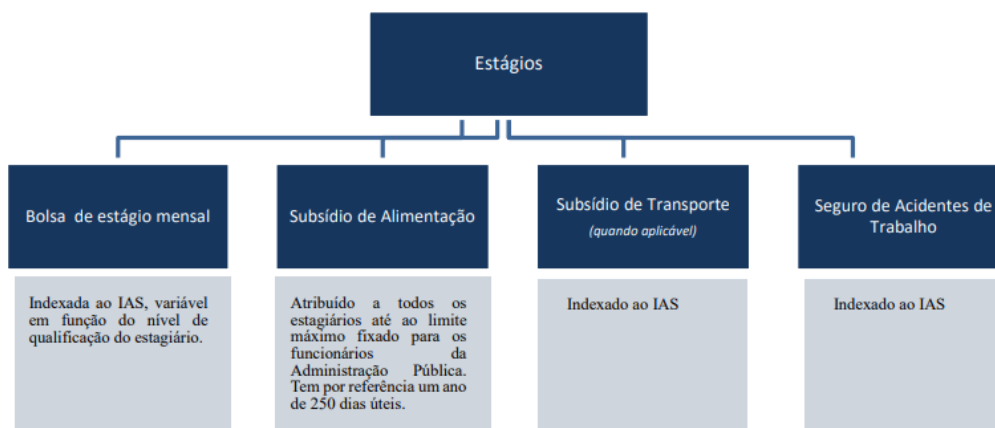 Estágios
Bolsa de estágio mensal
Indexada ao IAS, variável
em função do nível de
qualificação do estagiário.
Subsídio de Alimentação
Atribuído a todos os
estagiários até ao limite
máximo fixado para os
funcionários da
Administração Pública.
Tem por referência um ano
de 250 dias úteis.
Subsídio de Transporte
(quando aplicável)
Indexado ao IAS
Seguro de Acidentes de
Trabalho
Indexado ao IAS